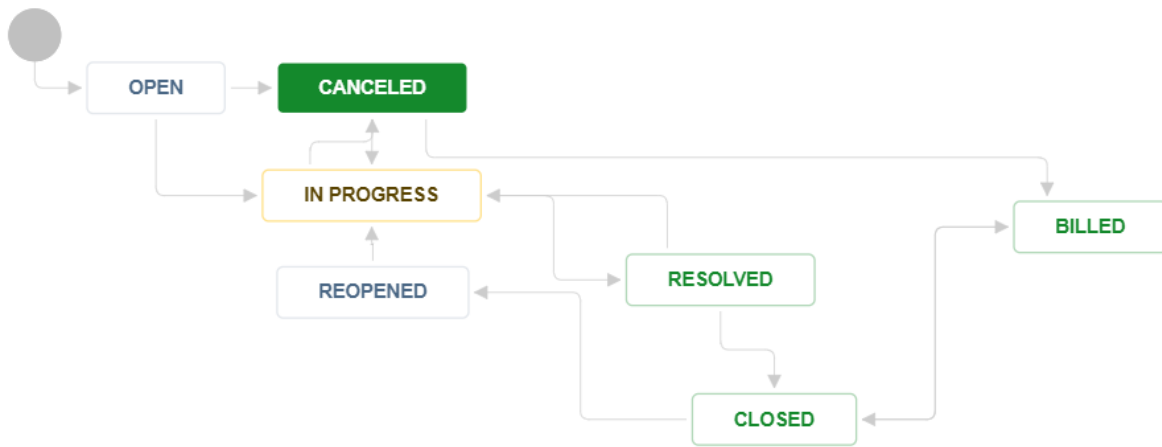 OPEN
CANCELED
IN PROGRESS
BILLED
RESOLVED
REOPENED
CLOSED